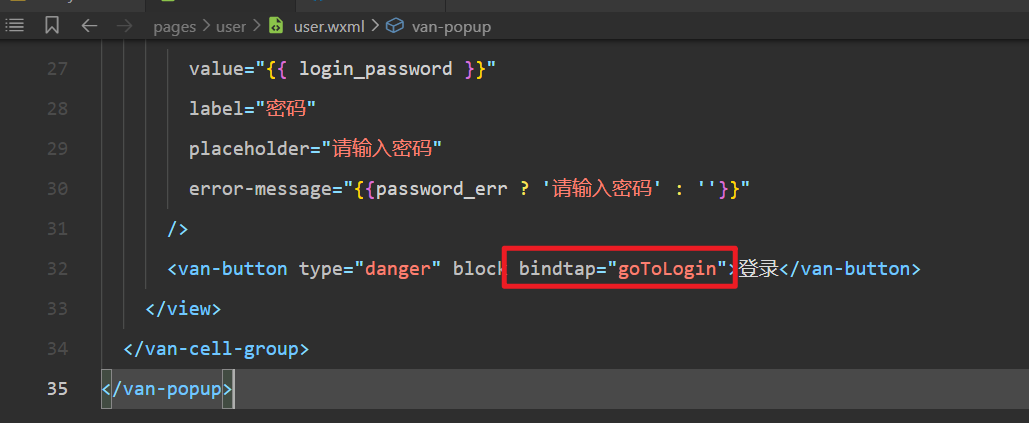 pages > user > user.wxml > van-popup
27 value="{{ login_password }}"
28 label="密码"
29 placeholder="请输入密码"
30 error-message="{{password_err ? '请输入密码' : ''}}"
31 />
32 <van-button type="danger" block bindtap="goToLogin">登录</van-button>
33 </view>
34 </van-cell-group>
35 </van-popup>